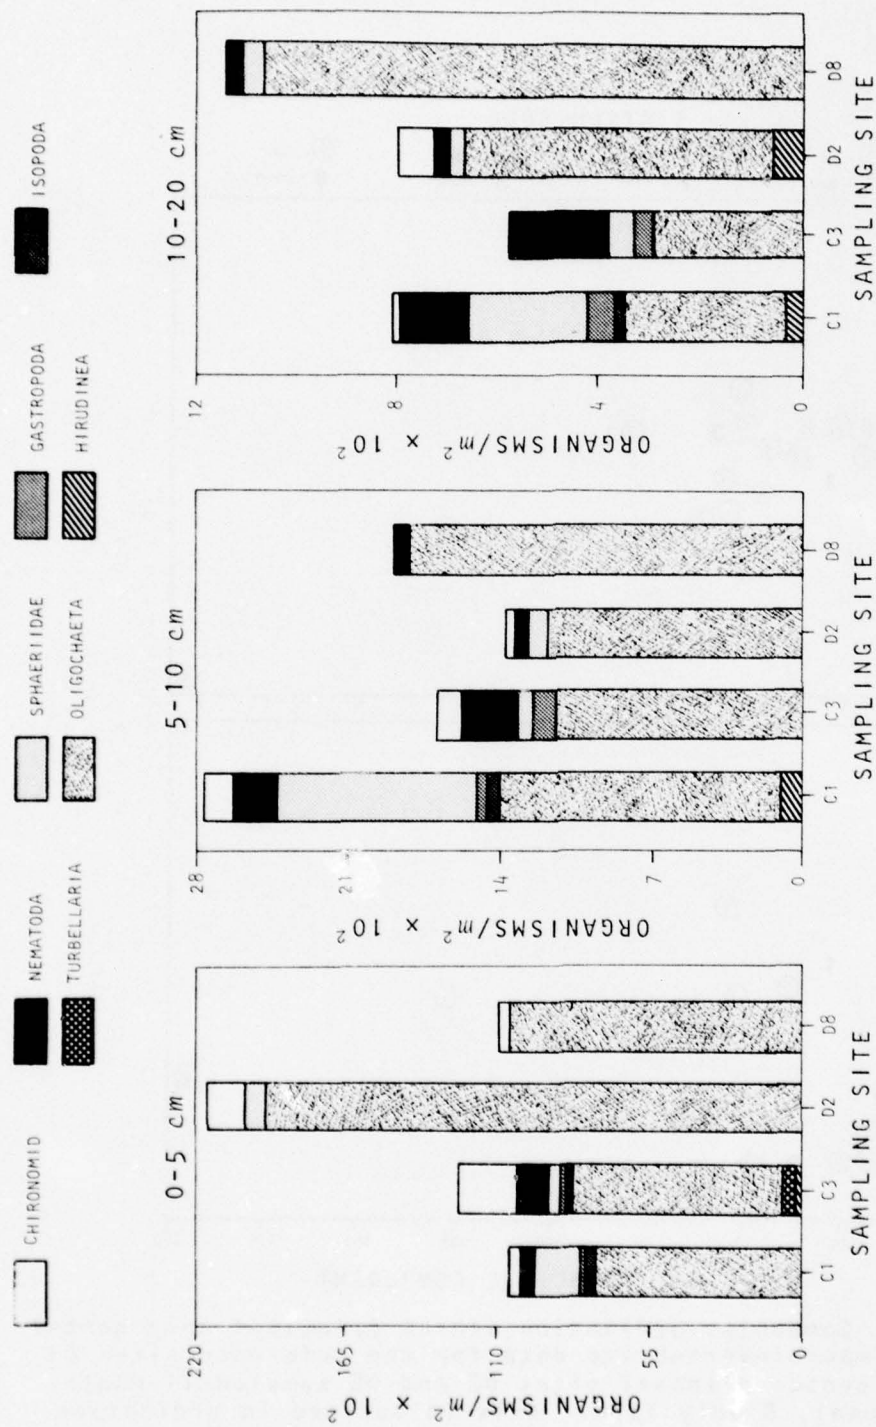 CHIRONOMID
NEMATODA
SPHAERIIDAE
GASTROPODA
ISOPODA
TURBELLARIA
OLIGOCHAETA
HIRUDINEA
0-5 cm
220
165
110
55
0
ORGANISMS/m² × 10²
C1
C3
D2
D8
SAMPLING SITE
5-10 cm
28
21
14
7
0
ORGANISMS/m² × 10²
C1
C3
D2
D8
SAMPLING SITE
10-20 cm
12
8
4
0
ORGANISMS/m² × 10²
C1
C3
D2
D8
SAMPLING SITE